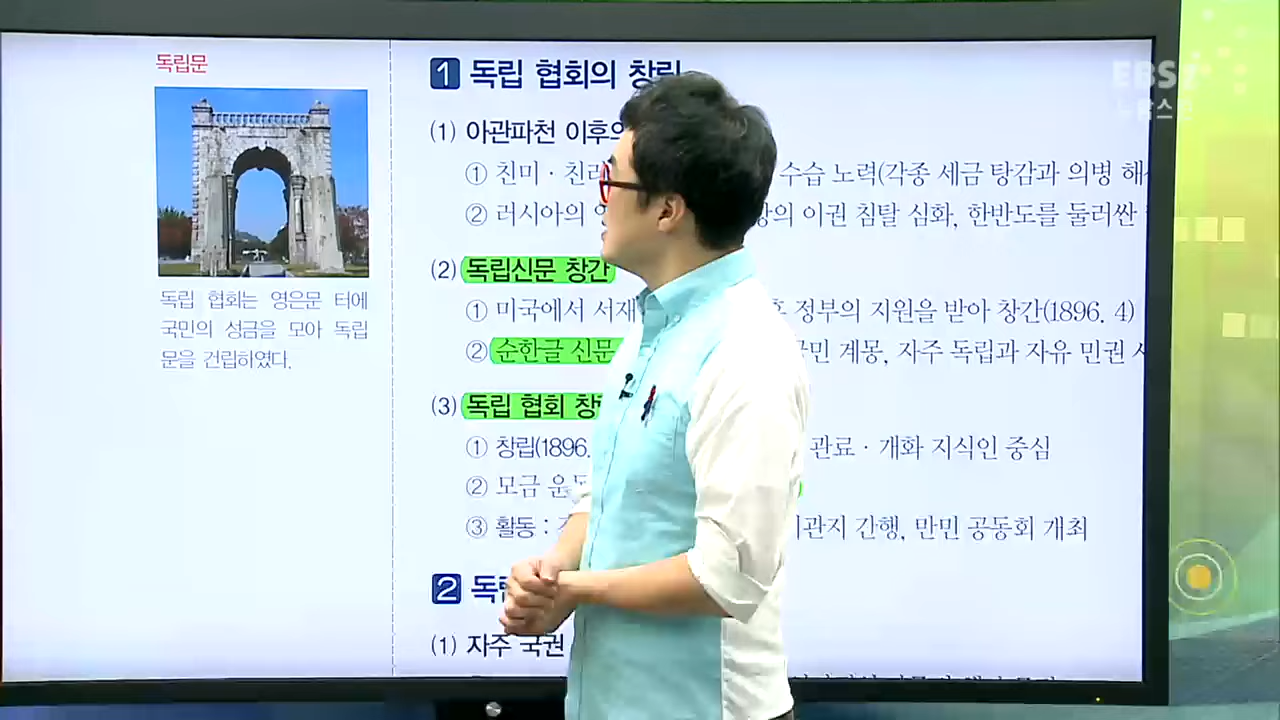 독립문
독립 협회는 영은문 터에
국민의 성금을 모아 독립
문을 건립하였다.
1 독립 협회의 창립
(1) 아관파천 이후의
① 친미 · 친러 수습 노력(각종 세금 탕감과 의병 해
② 러시아의 이권 침탈 심화, 한반도를 둘러싼
(2) 독립신문 창간
① 미국에서 서재 후 정부의 지원을 받아 창간(1896. 4)
② 순한글 신문 계몽, 자주 독립과 자유 민권
(3) 독립 협회 창
① 창립(1896. 관료 · 개화 지식인 중심
② 모금 운동
③ 활동 : 기관지 간행, 만민 공동회 개최
2 독립
(1) 자주 국권
EBS